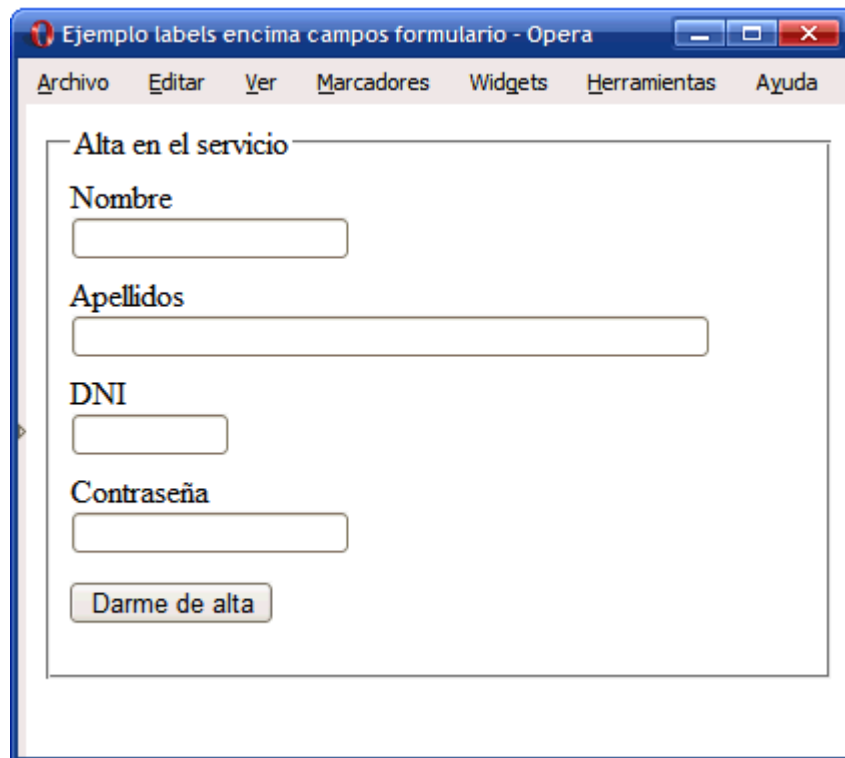 Ejemplo labels encima campos formulario - Opera
Archivo Editar Ver Marcadores Widgets Herramientas Ayuda
Alta en el servicio
Nombre
Apellidos
DNI
Contraseña
Darme de alta